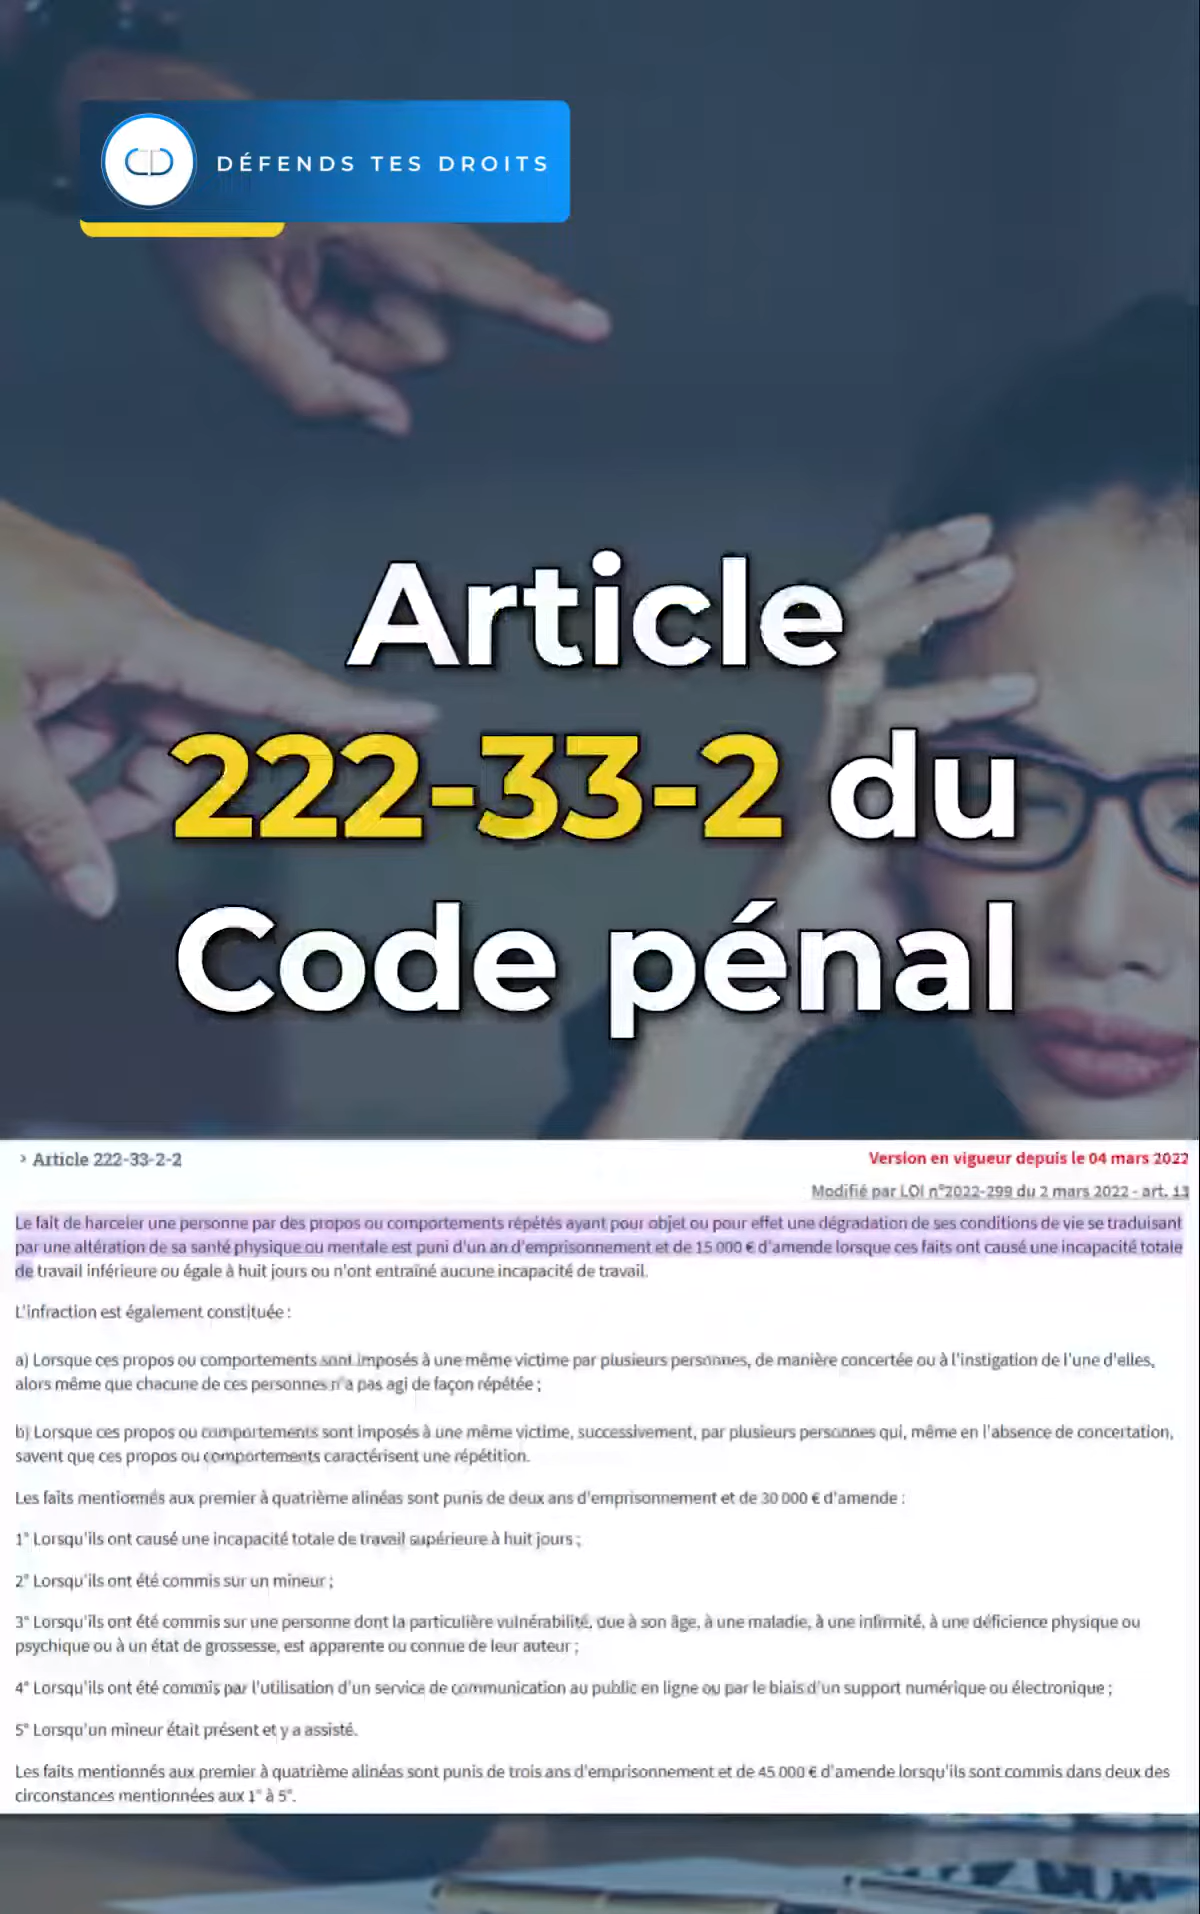 DÉFENDS TES DROITS
Article
222-33-2 du
Code pénal
› Article 222-33-2-2
Version en vigueur depuis le 04 mars 2022
Modifié par LOI n°2022-299 du 2 mars 2022 - art. 11
Le fait de harceler une personne par des propos ou comportements répétés ayant pour objet ou pour effet une dégradation de ses conditions de vie se traduisant
par une altération de sa santé physique ou mentale est puni d'un an d'emprisonnement et de 15 000 € d'amende lorsque ces faits ont causé une incapacité totale
de travail inférieure ou égale à huit jours ou n'ont entraîné aucune incapacité de travail.
L'infraction est également constituée :
a) Lorsque ces propos ou comportements sont imposés à une même victime par plusieurs personnes, de manière concertée ou à l'instigation de l'une d'elles,
alors même que chacune de ces personnes n'a pas agi de façon répétée ;
b) Lorsque ces propos ou comportements sont imposés à une même victime, successivement, par plusieurs personnes qui, même en l'absence de concertation,
savent que ces propos ou comportements caractérisent une répétition.
Les faits mentionnés aux premier à quatrième alinéas sont punis de deux ans d'emprisonnement et de 30 000 € d'amende :
1° Lorsqu'ils ont causé une incapacité totale de travail supérieure à huit jours ;
2° Lorsqu'ils ont été commis sur un mineur ;
3° Lorsqu'ils ont été commis sur une personne dont la particulière vulnérabilité, due à son âge, à une maladie, à une infirmité, à une déficience physique ou
psychique ou à un état de grossesse, est apparente ou connue de leur auteur ;
4° Lorsqu'ils ont été commis par l'utilisation d'un service de communication au public en ligne ou par le biais d'un support numérique ou électronique ;
5° Lorsqu'un mineur était présent et y a assisté.
Les faits mentionnés aux premier à quatrième alinéas sont punis de trois ans d'emprisonnement et de 45 000 € d'amende lorsqu'ils sont commis dans deux des
circonstances mentionnées aux 1° à 5°.